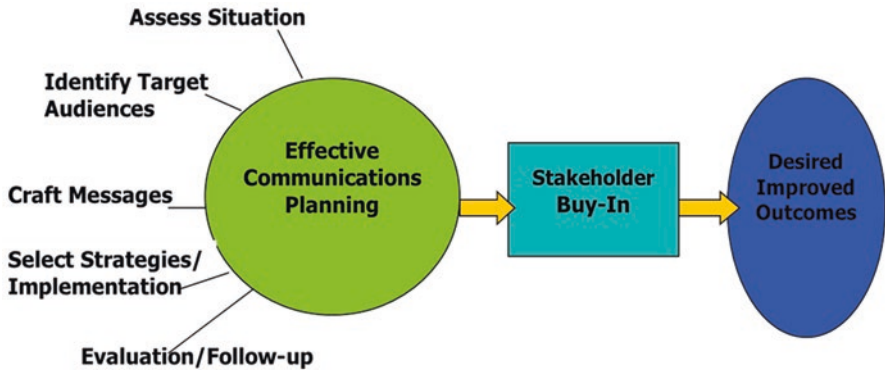 Assess Situation
Identify Target
Audiences
Craft Messages
Select Strategies/
Implementation
Evaluation/Follow-up
Effective
Communications
Planning
Stakeholder
Buy-In
Desired
Improved
Outcomes